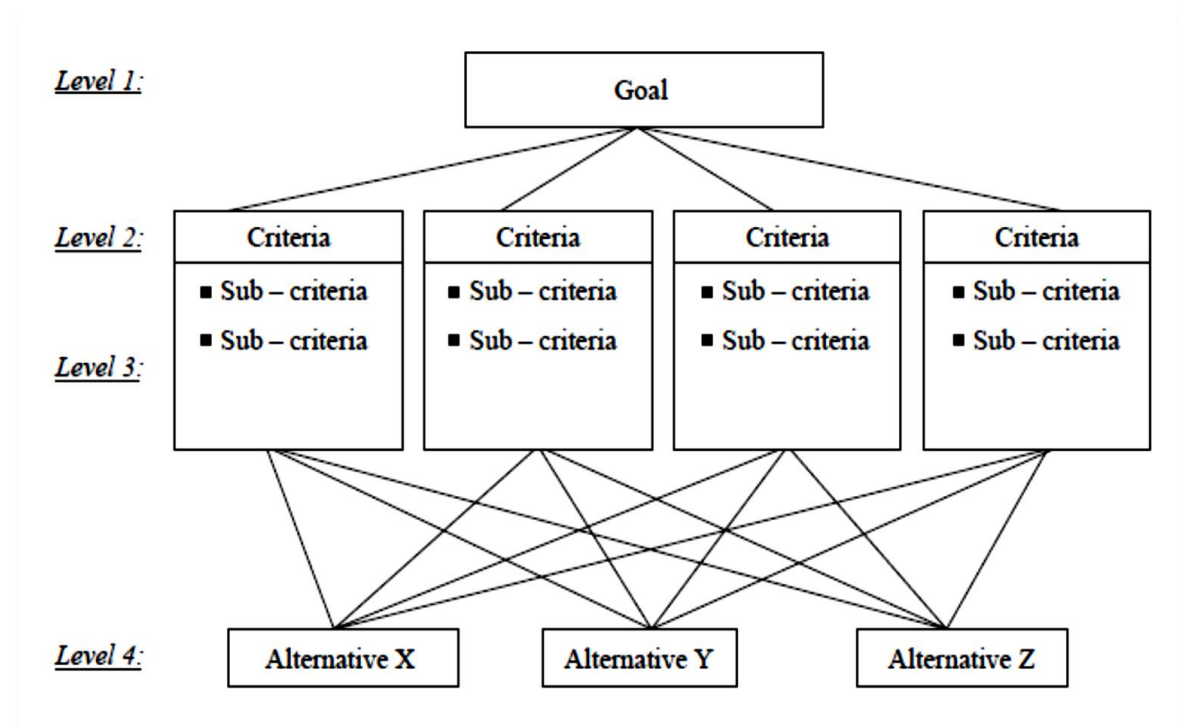 Level 1:
Goal
Level 2:
Criteria Criteria Criteria Criteria
▪ Sub – criteria ▪ Sub – criteria ▪ Sub – criteria ▪ Sub – criteria
▪ Sub – criteria ▪ Sub – criteria ▪ Sub – criteria ▪ Sub – criteria
Level 3:
Level 4:
Alternative X Alternative Y Alternative Z